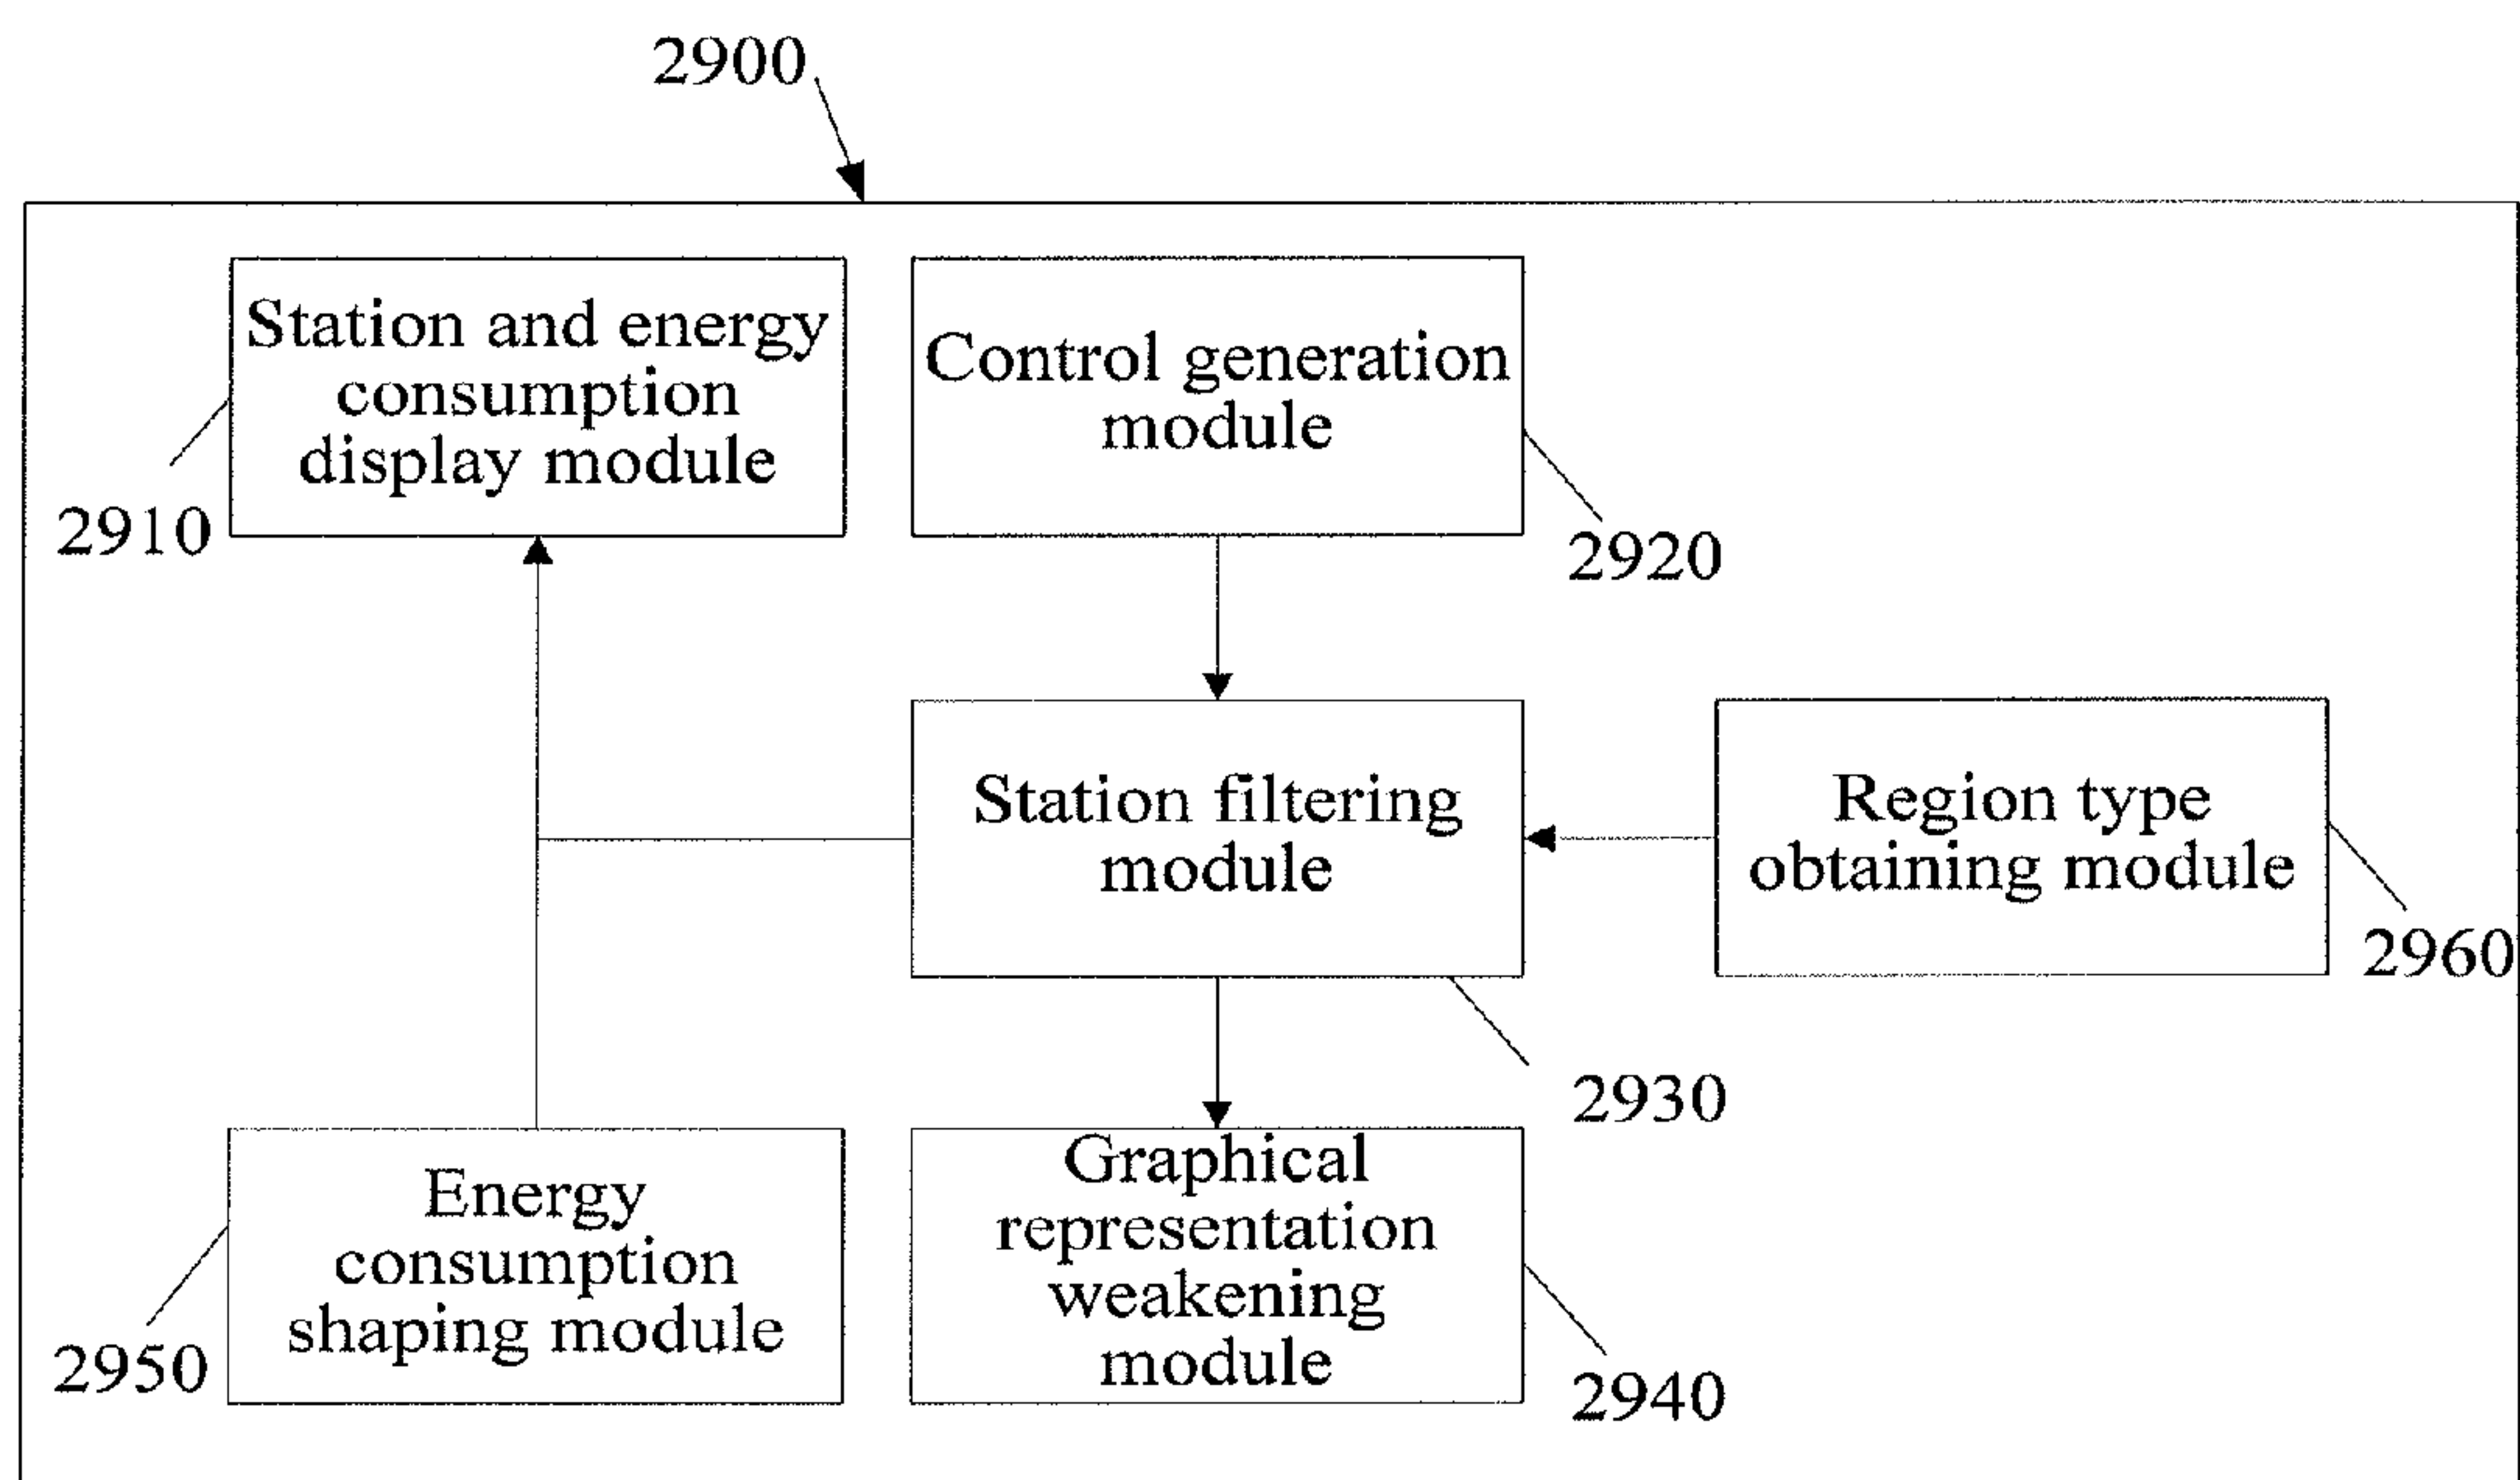 2900
Station and energy
consumption
display module
2910
Control generation
module
2920
Station filtering
module
2930
Region type
obtaining module
2960
Energy
consumption
shaping module
2950
Graphical
representation
weakening
module
2940